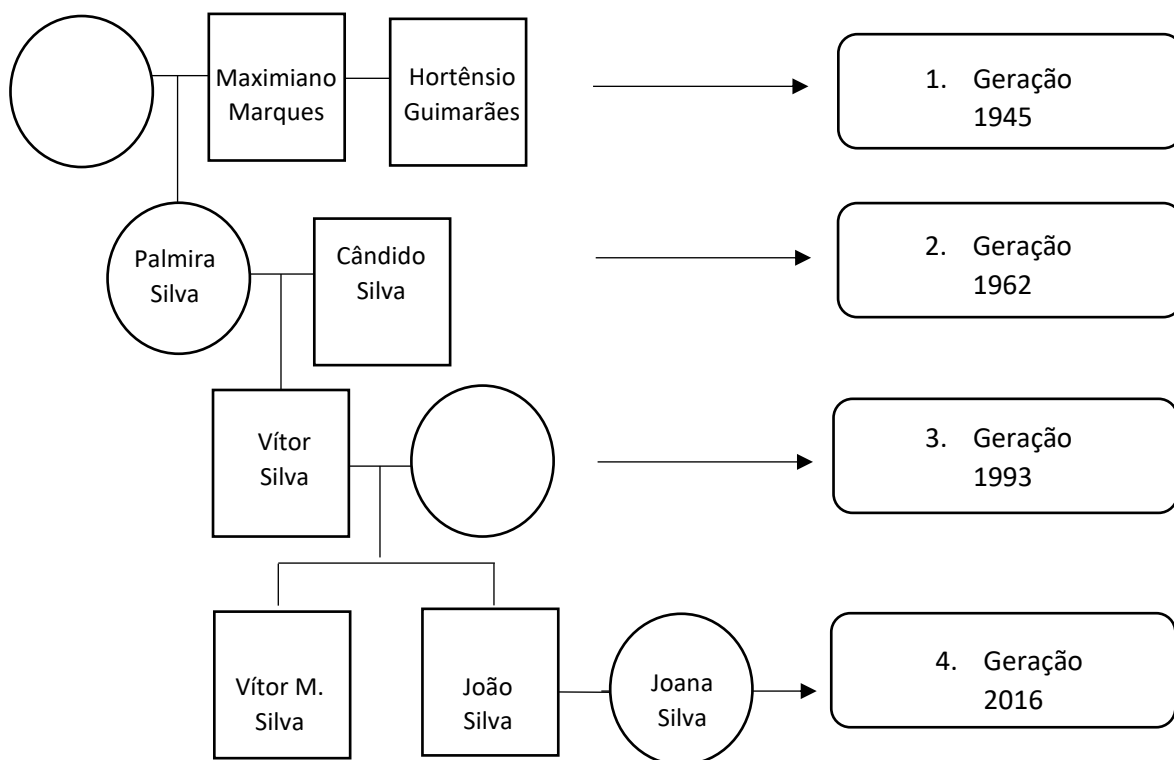 Maximiano
Marques
Hortênsio
Guimarães
1. Geração
1945
Palmira
Silva
Cândido
Silva
2. Geração
1962
Vítor
Silva
3. Geração
1993
Vítor M.
Silva
João
Silva
Joana
Silva
4. Geração
2016